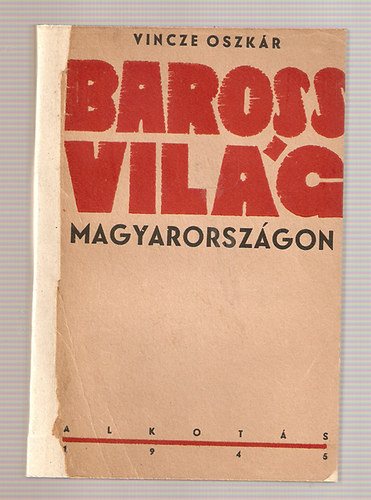 VINCZE OSZKÁR
BAROSS
VILÁG
MAGYARORSZÁGON
ALKOTÁS
1945